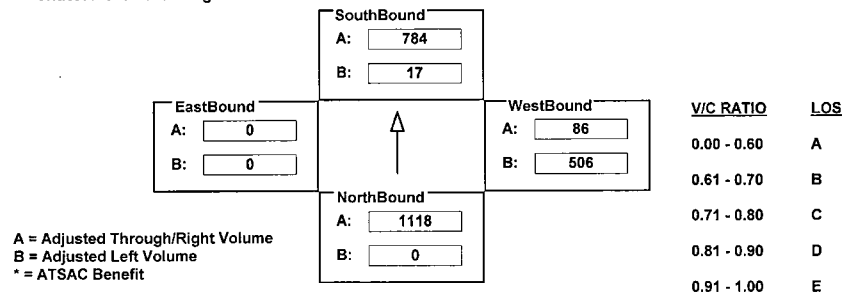 SouthBound
A: 784
B: 17
EastBound
A: 0
B: 0
WestBound
A: 86
B: 506
NorthBound
A: 1118
B: 0
A = Adjusted Through/Right Volume
B = Adjusted Left Volume
* = ATSAC Benefit
V/C RATIO LOS
0.00 - 0.60 A
0.61 - 0.70 B
0.71 - 0.80 C
0.81 - 0.90 D
0.91 - 1.00 E